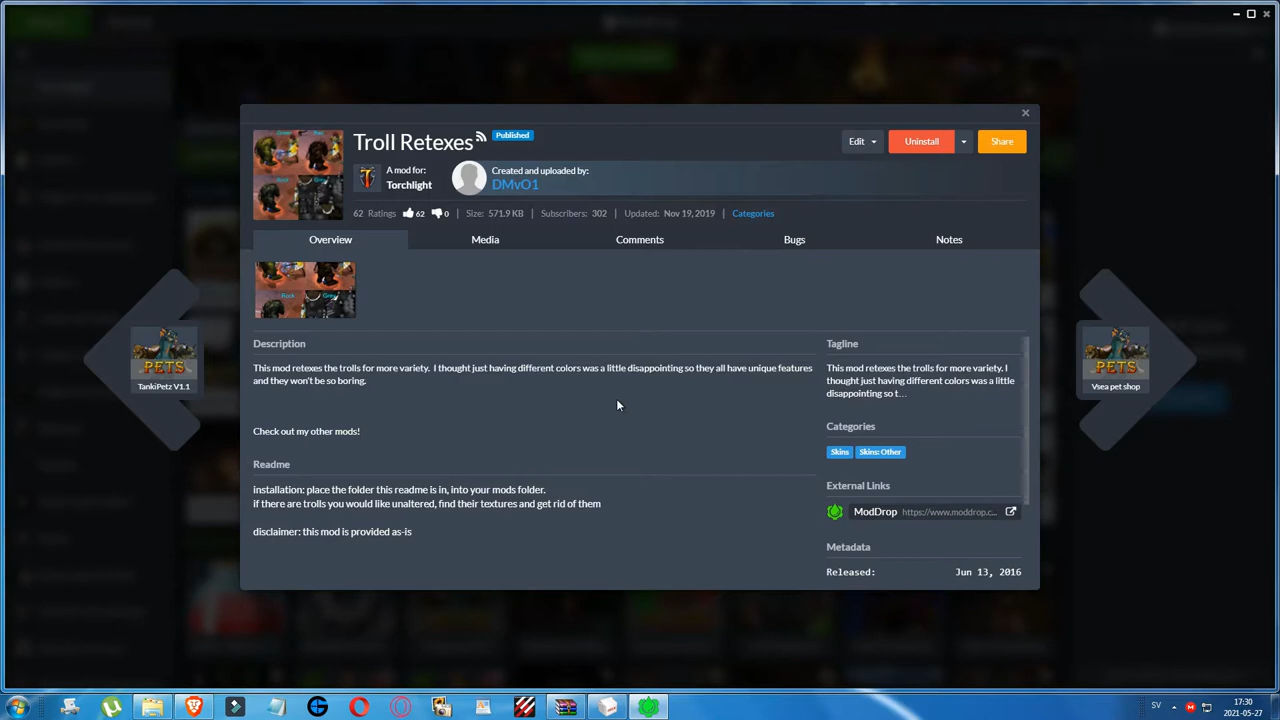 Troll Retexes
Published
Edit
Uninstall
Share
A mod for:
Torchlight
Created and uploaded by:
DMvO1
62 Ratings 62 0 | Size: 571.9 KB | Subscribers: 302 | Updated: Nov 19, 2019 | Categories
Overview
Media
Comments
Bugs
Notes
Rock
Grey
Description
This mod retexes the trolls for more variety. I thought just having different colors was a little disappointing so they all have unique features
and they won't be so boring.
Check out my other mods!
Readme
installation: place the folder this readme is in, into your mods folder.
if there are trolls you would like unaltered, find their textures and get rid of them
disclaimer: this mod is provided as-is
Tagline
This mod retexes the trolls for more variety. I
thought just having different colors was a little
disappointing so t...
Categories
Skins
Skins: Other
External Links
ModDrop https://www.moddrop.c...
Metadata
Released: Jun 13, 2016
PETS
TankiPetz V1.1
PETS
Vsea pet shop
SV
17:30
2021-05-27